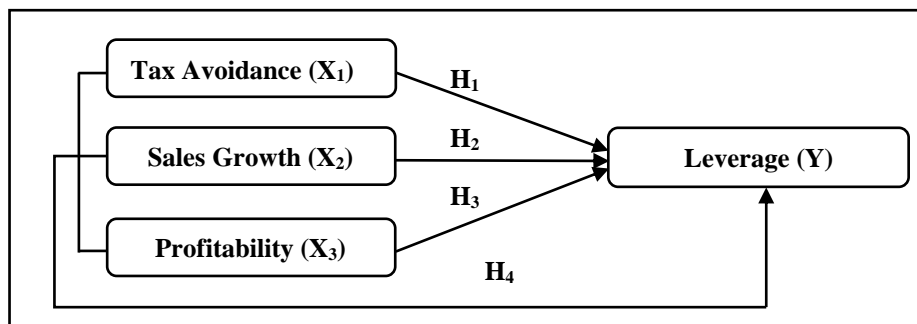 Tax Avoidance (X₁)
H₁
Sales Growth (X₂)
H₂
Leverage (Y)
H₃
Profitability (X₃)
H₄